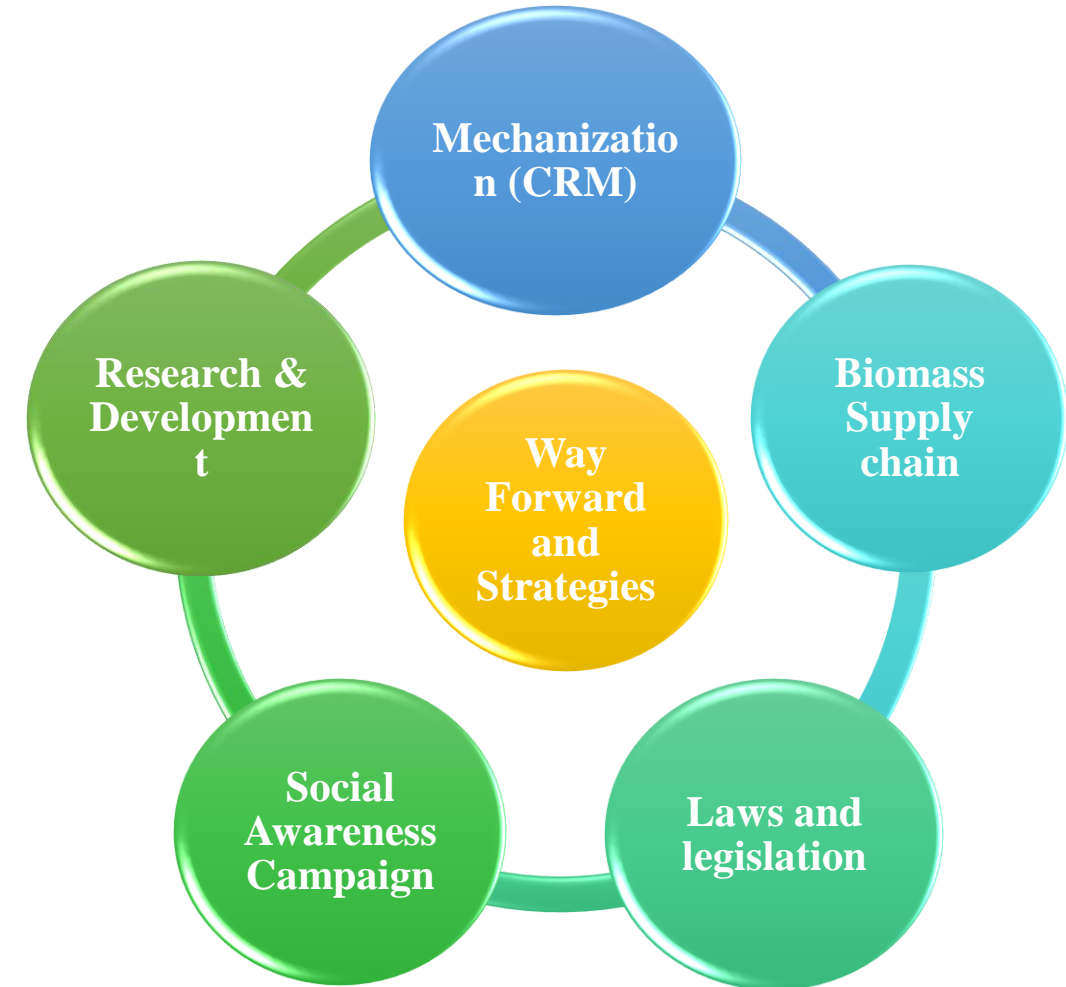 Mechanizatio
n (CRM)
Research &
Developmen
t
Biomass
Supply
chain
Way
Forward
and
Strategies
Social
Awareness
Campaign
Laws and
legislation